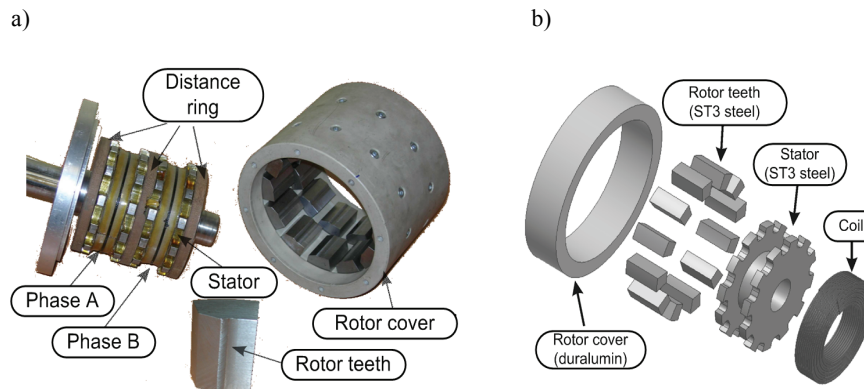 a)
b)
Distance
ring
Stator
Phase A
Phase B
Rotor cover
Rotor teeth
Rotor teeth
(ST3 steel)
Stator
(ST3 steel)
Coil
Rotor cover
(duralumin)